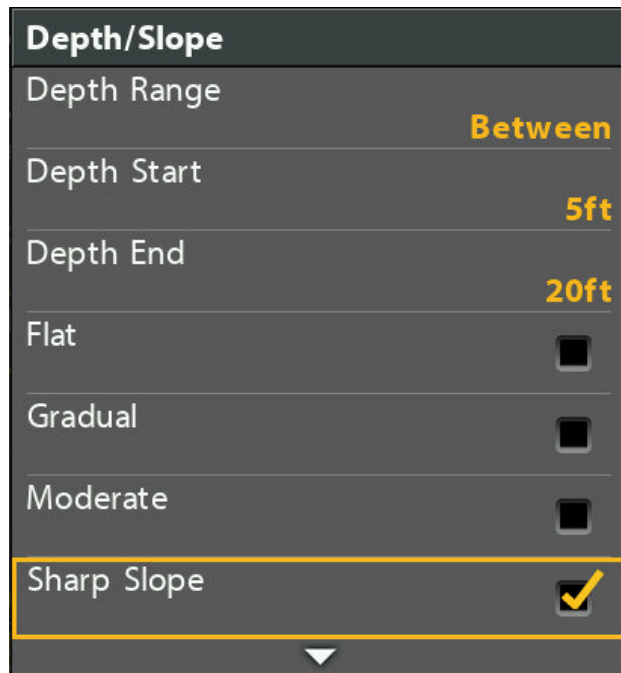 Depth/Slope
Depth Range
Between
Depth Start
5ft
Depth End
20ft
Flat
Gradual
Moderate
Sharp Slope